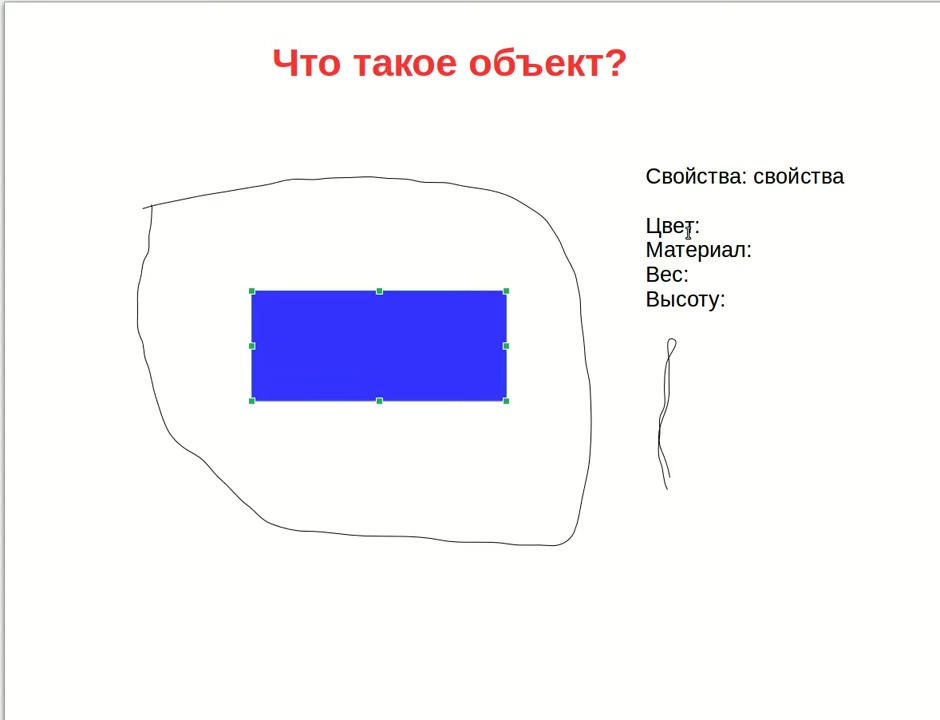 Что такое объект?
Свойства: свойства
Цвет:
Материал:
Вес:
Высоту: